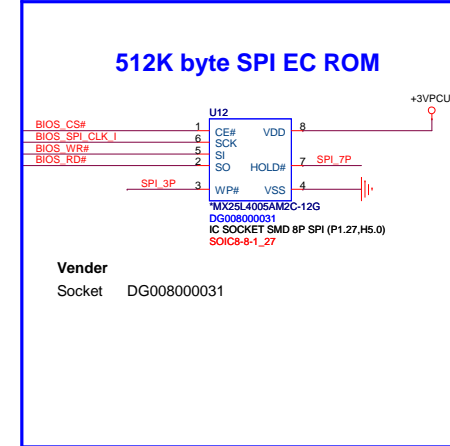 512K byte SPI EC ROM
+3VPCU
U12
BIOS_CS# 1 CE# VDD 8
BIOS_SPI_CLK_I 6 SCK
BIOS_WR# 5 SI
BIOS_RD# 2 SO HOLD# 7 SPI_7P
SPI_3P 3 WP# VSS 4
*MX25L4005AM2C-12G
DG008000031
IC SOCKET SMD 8P SPI (P1.27,H5.0)
SOIC8-8-1_27
Vender
Socket DG008000031